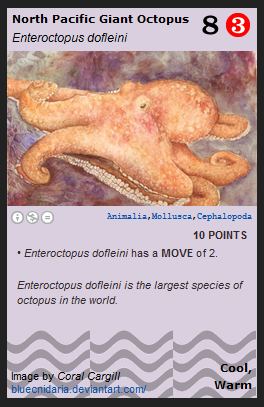 North Pacific Giant Octopus 8 3
Enteroctopus dofleini
Animalia,Mollusca,Cephalopoda
10 POINTS
• Enteroctopus dofleini has a MOVE of 2.
Enteroctopus dofleini is the largest species of
octopus in the world.
Cool,
Warm
Image by Coral Cargill
bluecnidaria.deviantart.com/